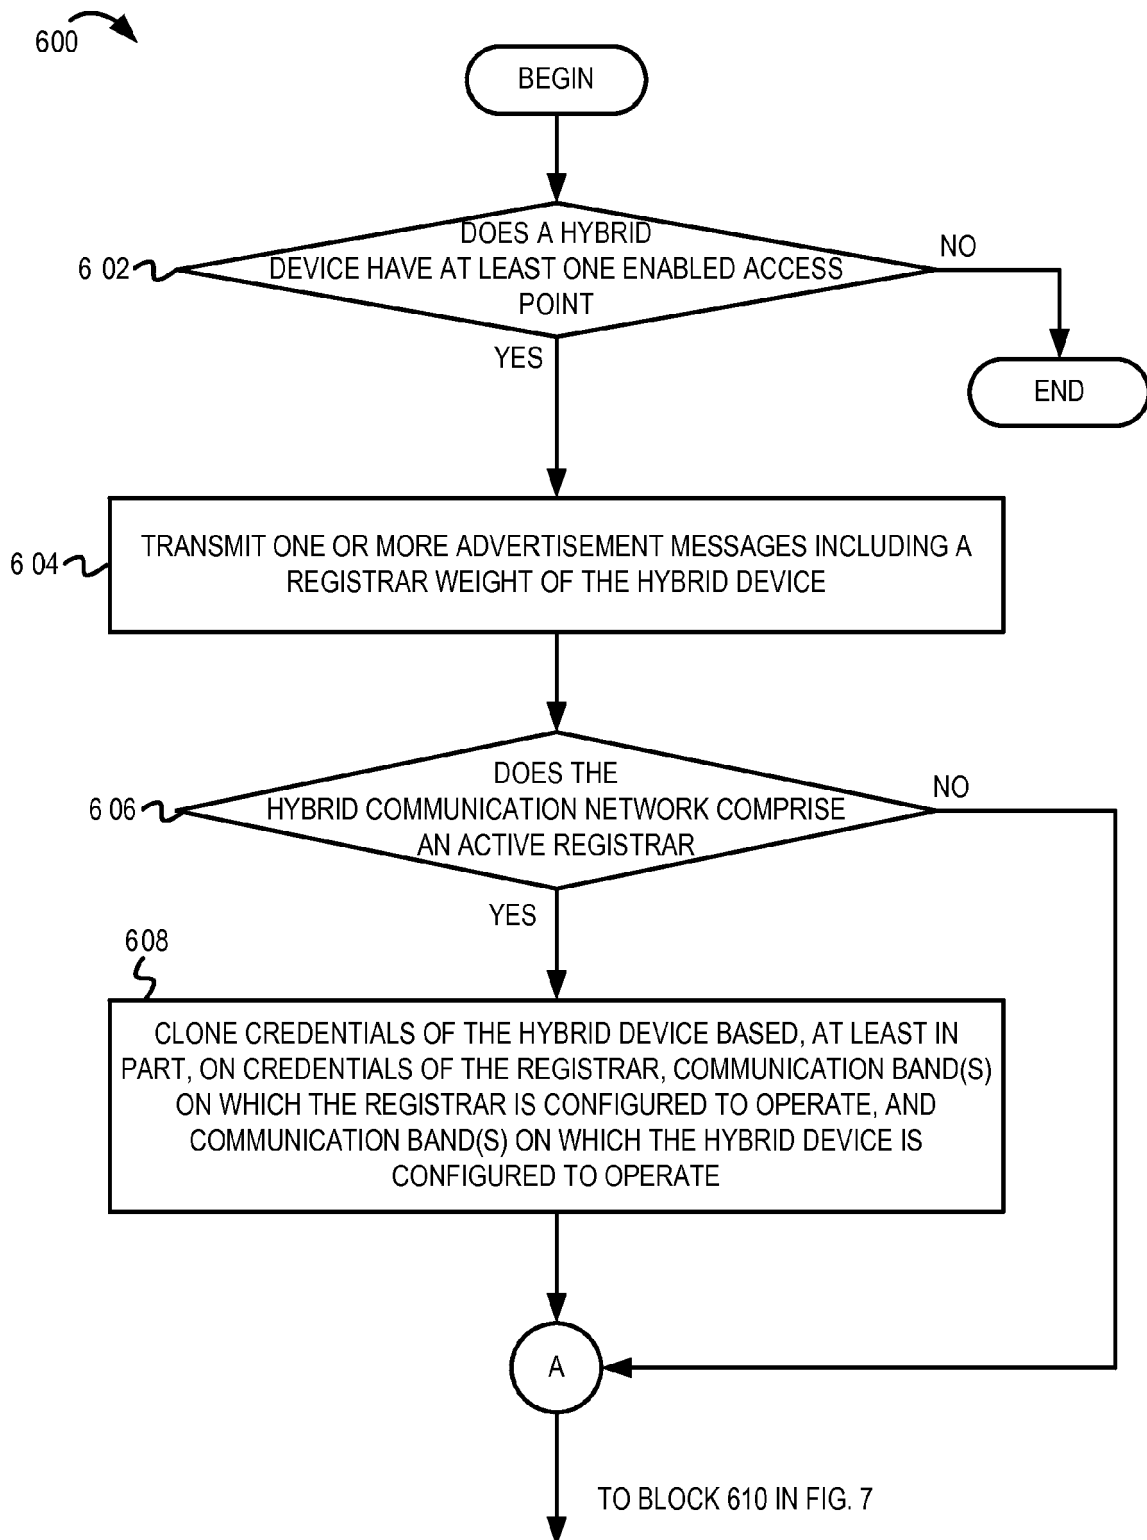 600
BEGIN
DOES A HYBRID
DEVICE HAVE AT LEAST ONE ENABLED ACCESS
POINT
6 02
NO
YES
END
TRANSMIT ONE OR MORE ADVERTISEMENT MESSAGES INCLUDING A
REGISTRAR WEIGHT OF THE HYBRID DEVICE
6 04
DOES THE
HYBRID COMMUNICATION NETWORK COMPRISE
AN ACTIVE REGISTRAR
6 06
NO
YES
608
CLONE CREDENTIALS OF THE HYBRID DEVICE BASED, AT LEAST IN
PART, ON CREDENTIALS OF THE REGISTRAR, COMMUNICATION BAND(S)
ON WHICH THE REGISTRAR IS CONFIGURED TO OPERATE, AND
COMMUNICATION BAND(S) ON WHICH THE HYBRID DEVICE IS
CONFIGURED TO OPERATE
A
TO BLOCK 610 IN FIG. 7